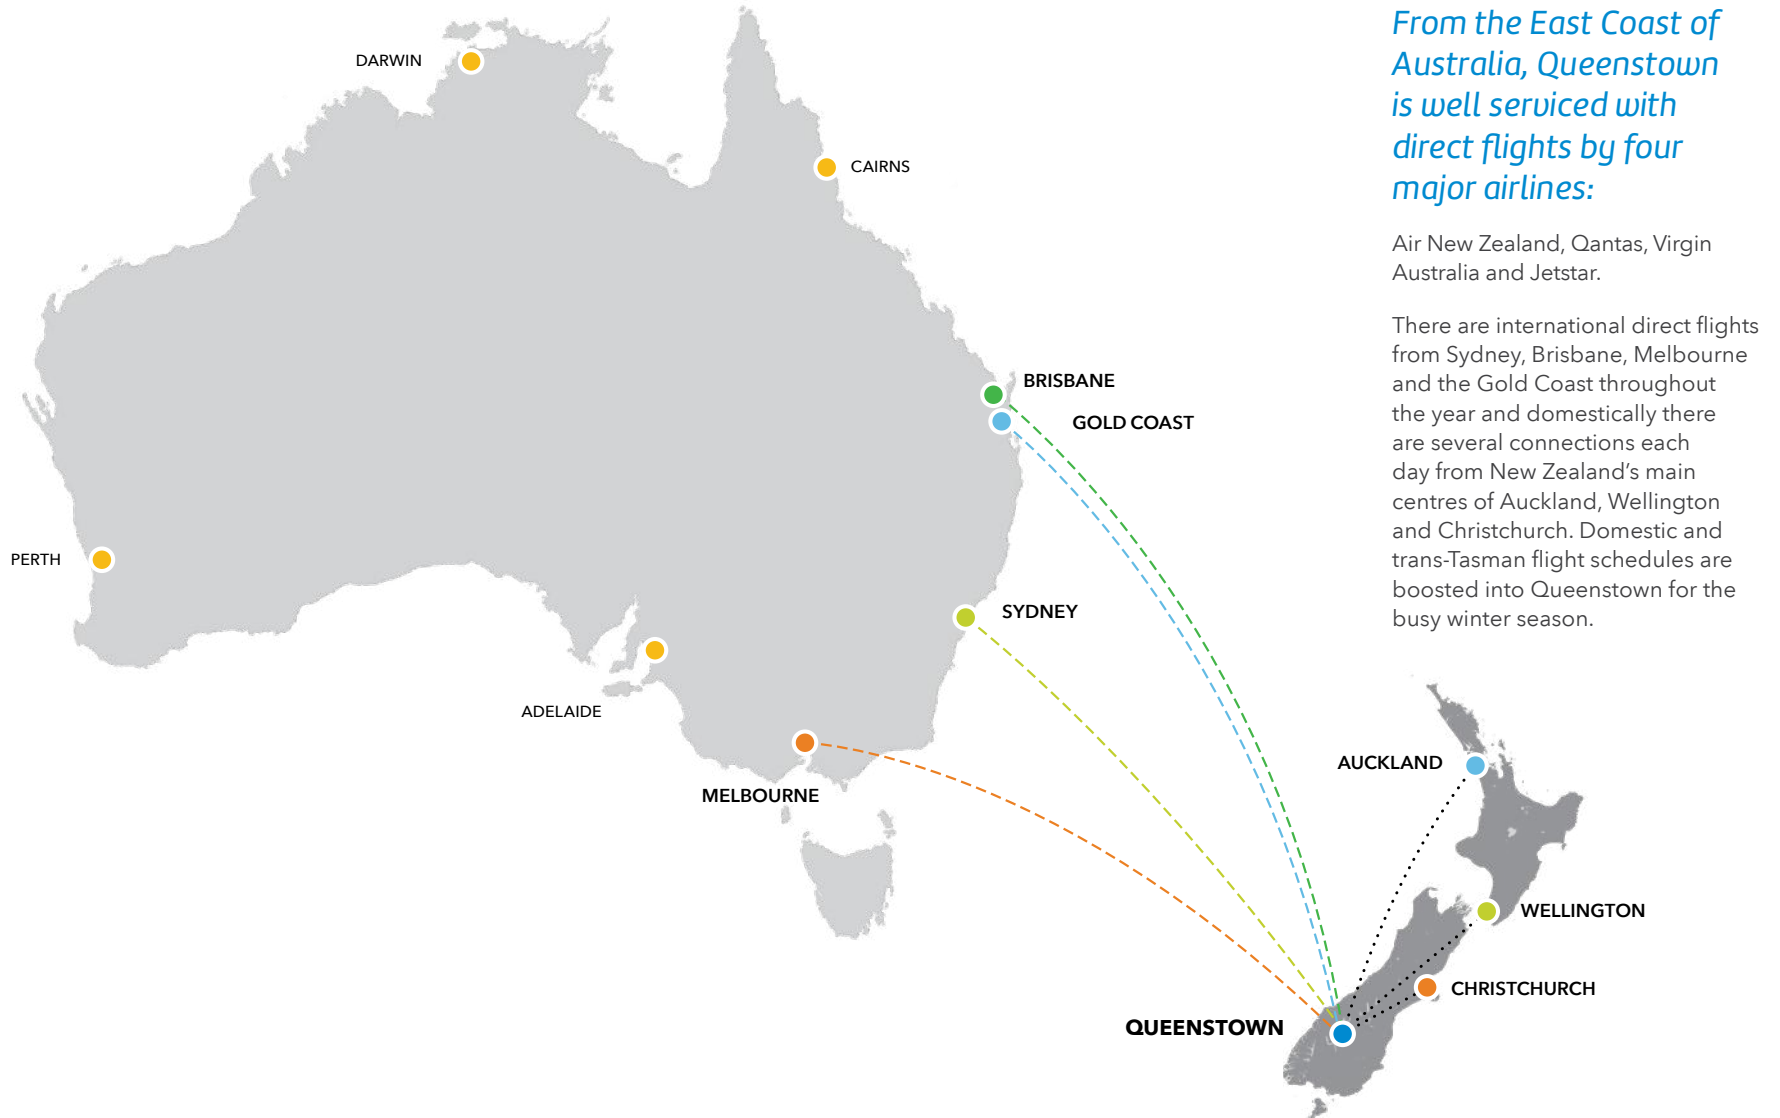 From the East Coast of
Australia, Queenstown
is well serviced with
direct flights by four
major airlines:
Air New Zealand, Qantas, Virgin
Australia and Jetstar.
There are international direct flights
from Sydney, Brisbane, Melbourne
and the Gold Coast throughout
the year and domestically there
are several connections each
day from New Zealand’s main
centres of Auckland, Wellington
and Christchurch. Domestic and
trans-Tasman flight schedules are
boosted into Queenstown for the
busy winter season.
DARWIN
CAIRNS
BRISBANE
GOLD COAST
PERTH
SYDNEY
ADELAIDE
MELBOURNE
AUCKLAND
WELLINGTON
CHRISTCHURCH
QUEENSTOWN